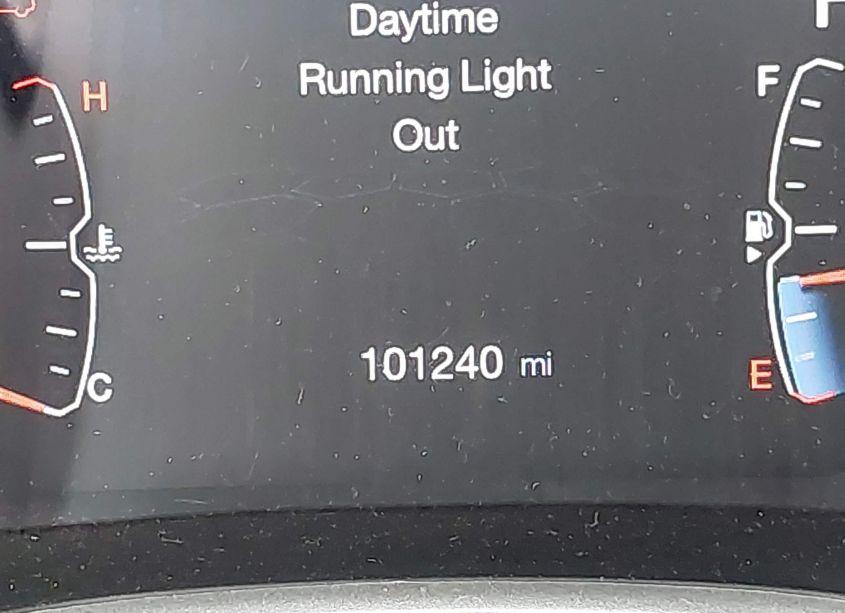 Daytime
Running Light
Out
H
F
101240 mi
C
E